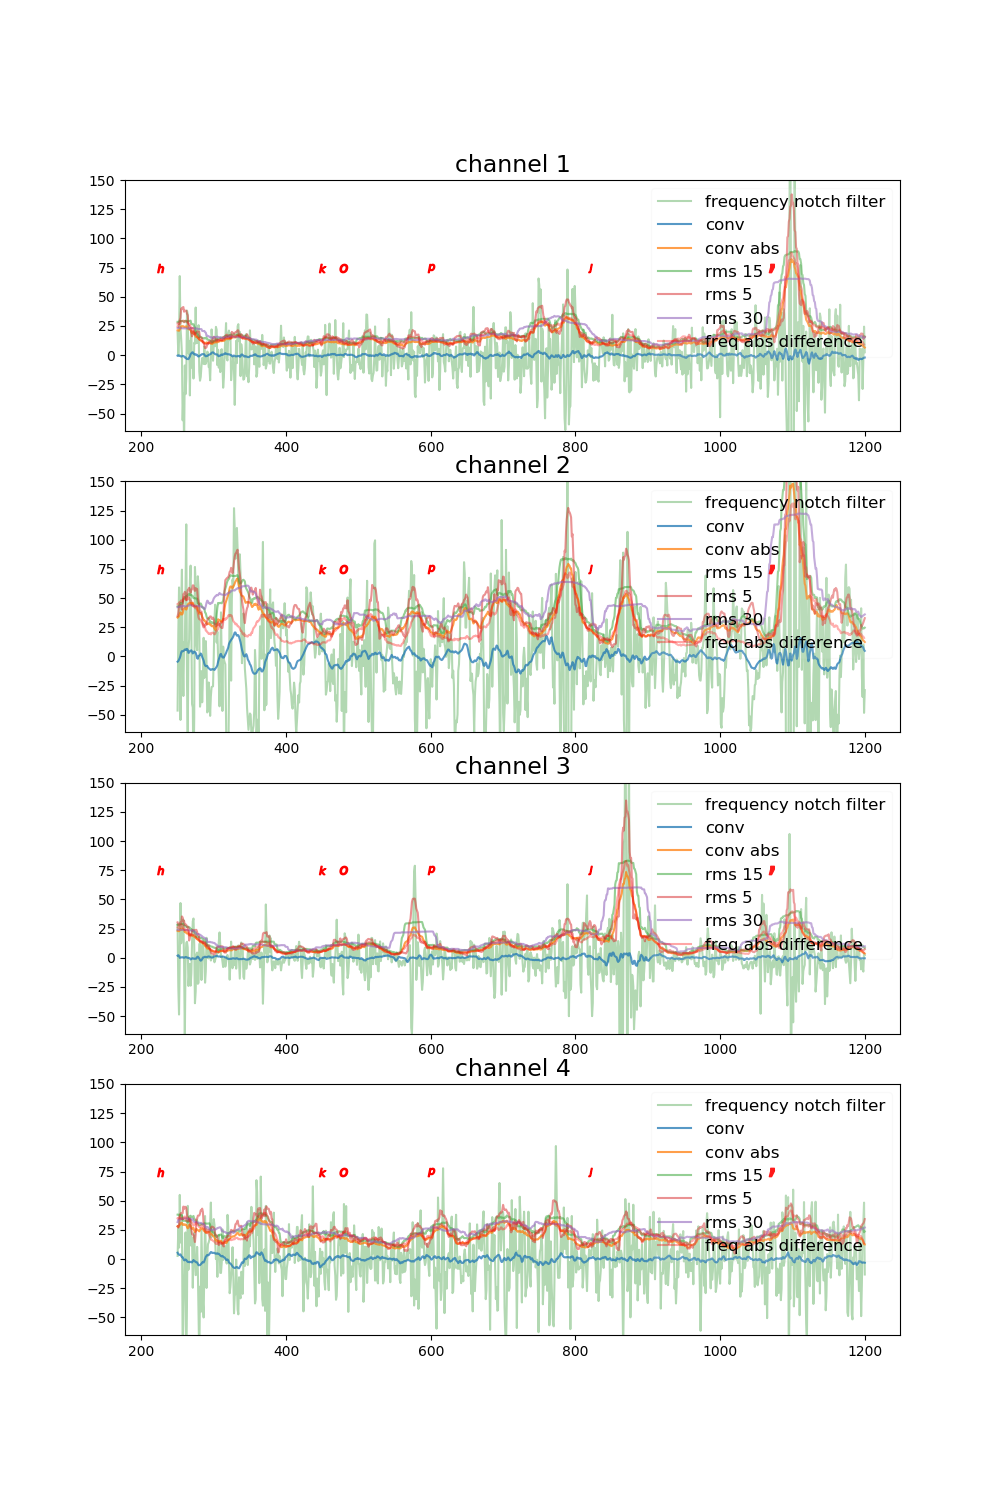 channel 1
150
125
100
75
50
25
0
−25
−50
frequency notch filter
conv
conv abs
rms 15
rms 5
rms 30
freq abs difference
h k O p j ,
200 400 600 800 1000 1200
channel 2
150
125
100
75
50
25
0
−25
−50
frequency notch filter
conv
conv abs
rms 15
rms 5
rms 30
freq abs difference
h k O p j ,
200 400 600 800 1000 1200
channel 3
150
125
100
75
50
25
0
−25
−50
frequency notch filter
conv
conv abs
rms 15
rms 5
rms 30
freq abs difference
h k O p j ,
200 400 600 800 1000 1200
channel 4
150
125
100
75
50
25
0
−25
−50
frequency notch filter
conv
conv abs
rms 15
rms 5
rms 30
freq abs difference
h k O p j ,
200 400 600 800 1000 1200